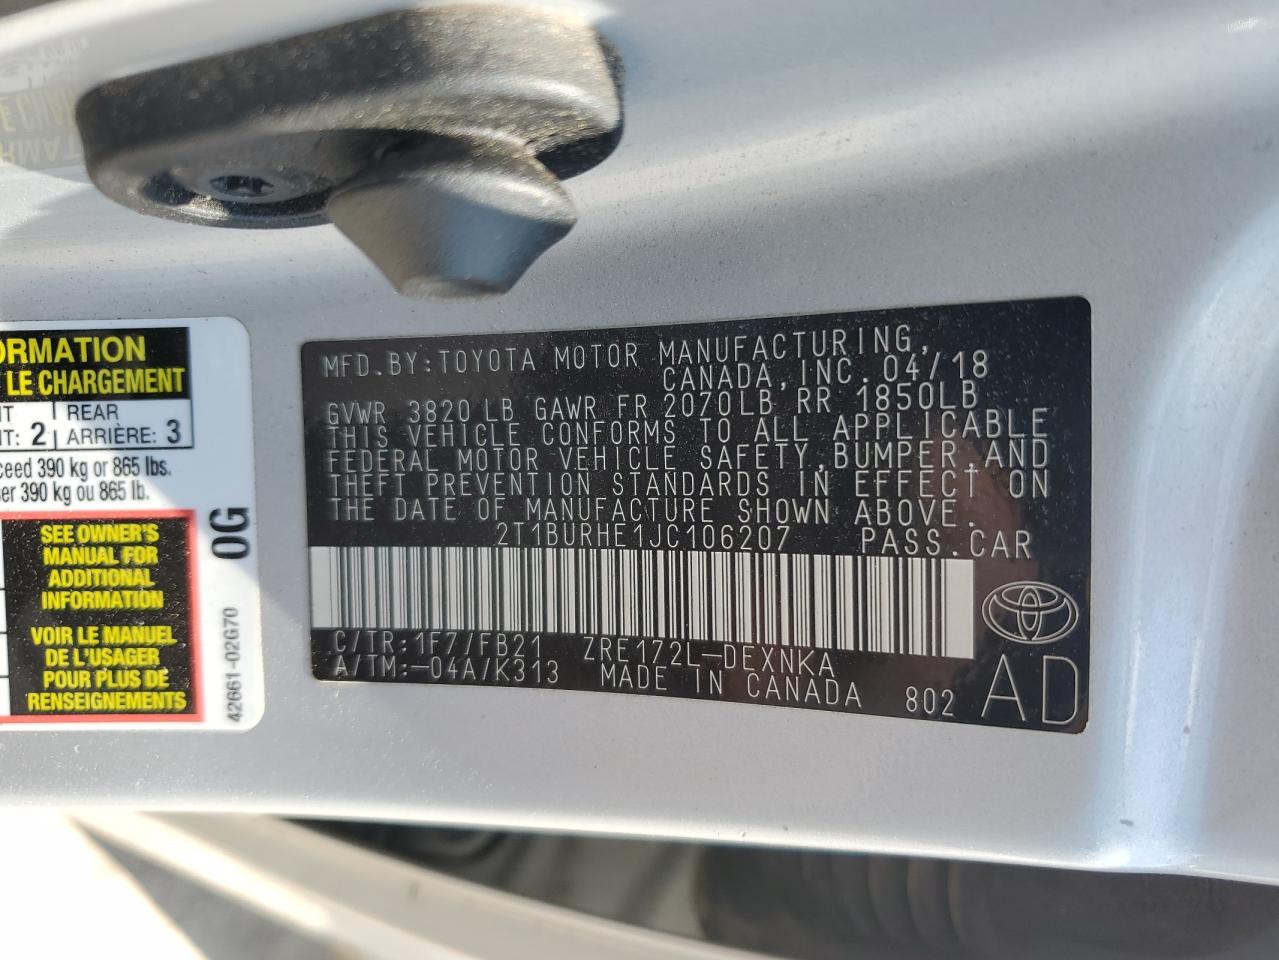 ORMATION
LE CHARGEMENT
NT
REAR
NT: 2
ARRIÈRE: 3
ceed 390 kg or 865 lbs.
ser 390 kg ou 865 lb.
SEE OWNER'S
MANUAL FOR
ADDITIONAL
INFORMATION
VOIR LE MANUEL
DE L'USAGER
POUR PLUS DE
RENSEIGNEMENTS
0G
42661-02G70
MFD.BY:TOYOTA MOTOR MANUFACTURING,
CANADA,INC.04/18
GVWR 3820LB GAWR FR 2070LB RR 1850LB
THIS VEHICLE CONFORMS TO ALL APPLICABLE
FEDERAL MOTOR VEHICLE SAFETY,BUMPER,AND
THEFT PREVENTION STANDARDS IN EFFECT ON
THE DATE OF MANUFACTURE SHOWN ABOVE.
2T1BURHE1JC106207 PASS.CAR
C/TR:1F7/FB21 ZRE172L-DEXNKA
A/TM:-04A/K313 MADE IN CANADA 802 AD